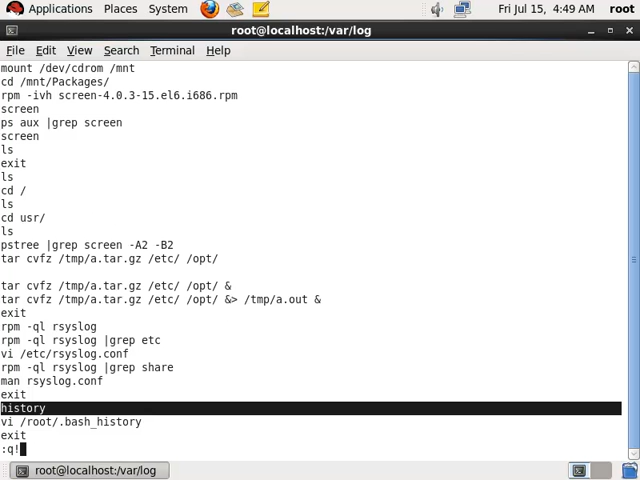 Applications Places System Fri Jul 15, 4:49 AM root
root@localhost:/var/log
File Edit View Search Terminal Help
mount /dev/cdrom /mnt
cd /mnt/Packages/
rpm -ivh screen-4.0.3-15.el6.i686.rpm
screen
ps aux |grep screen
screen
ls
exit
ls
cd /
ls
cd usr/
ls
pstree |grep screen -A2 -B2
tar cvfz /tmp/a.tar.gz /etc/ /opt/
tar cvfz /tmp/a.tar.gz /etc/ /opt/ &
tar cvfz /tmp/a.tar.gz /etc/ /opt/ &> /tmp/a.out &
exit
rpm -ql rsyslog
rpm -ql rsyslog |grep etc
vi /etc/rsyslog.conf
rpm -ql rsyslog |grep share
man rsyslog.conf
exit
history
vi /root/.bash_history
exit
:q!
root@localhost:/var/log